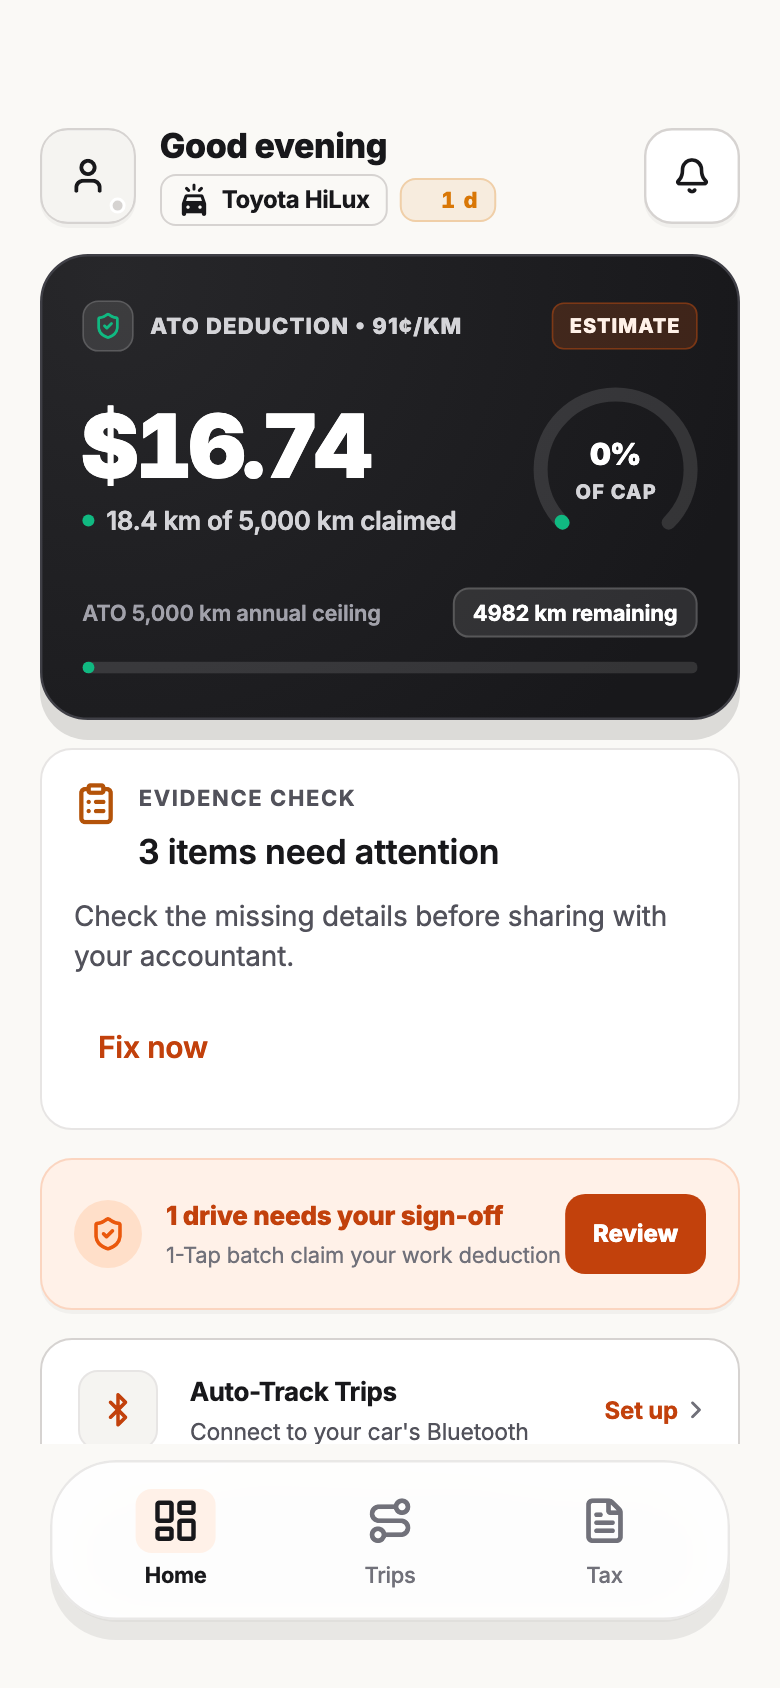 Good evening
Toyota HiLux
1 d
ATO DEDUCTION • 91¢/KM
ESTIMATE
$16.74
0%
OF CAP
18.4 km of 5,000 km claimed
ATO 5,000 km annual ceiling
4982 km remaining
EVIDENCE CHECK
3 items need attention
Check the missing details before sharing with
your accountant.
Fix now
1 drive needs your sign-off
1-Tap batch claim your work deduction
Review
Auto-Track Trips
Connect to your car's Bluetooth
Set up
Home
Trips
Tax